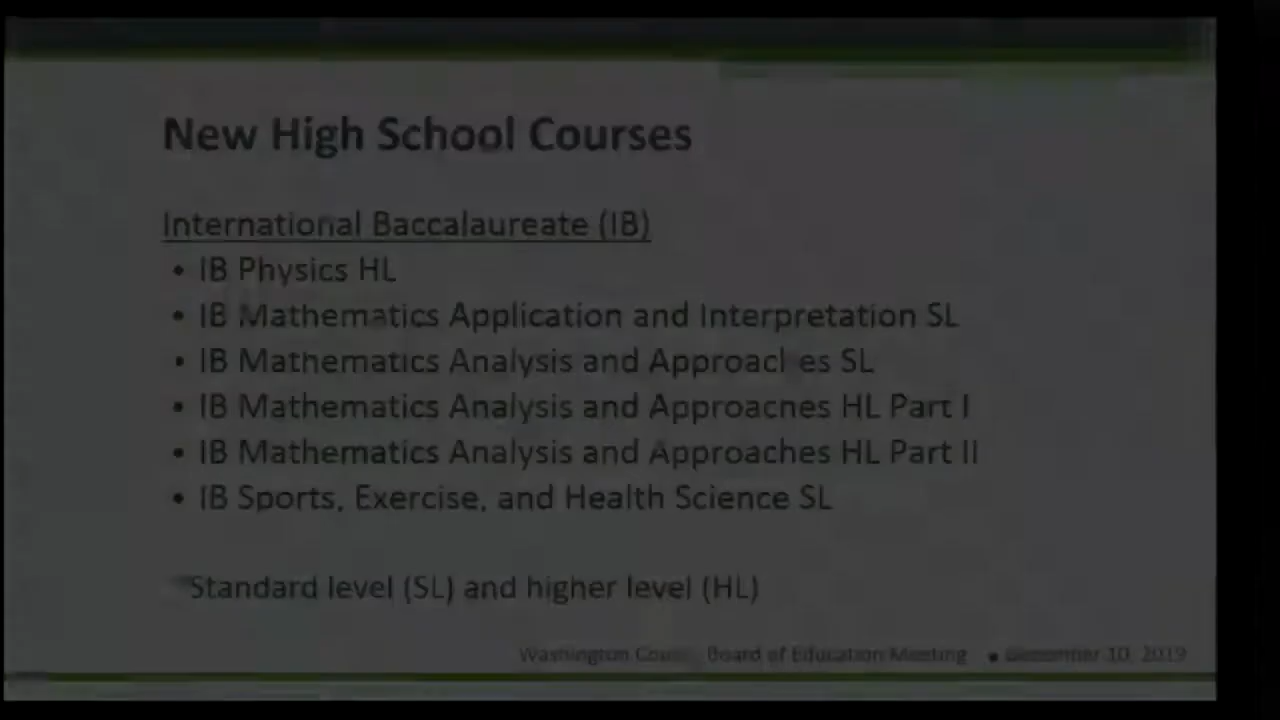 New High School Courses
International Baccalaureate (IB)
• IB Physics HL
• IB Mathematics Application and Interpretation SL
• IB Mathematics Analysis and Approaches SL
• IB Mathematics Analysis and Approaches HL Part I
• IB Mathematics Analysis and Approaches HL Part II
• IB Sports, Exercise, and Health Science SL
*Standard level (SL) and higher level (HL)
Washington County Board of Education Meeting • December 10, 2019